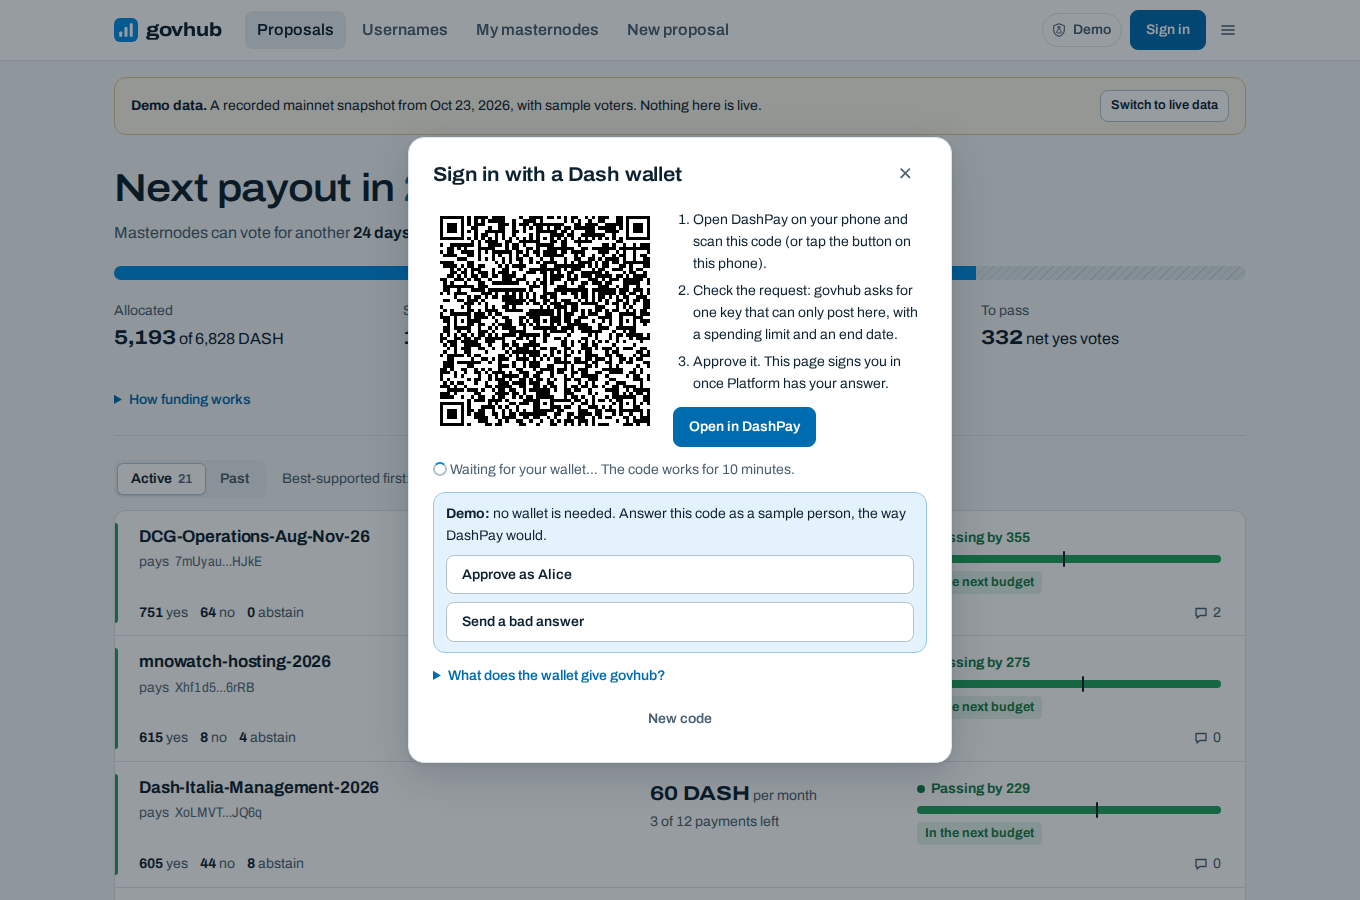 govhub
Proposals
Usernames
My masternodes
New proposal
Demo
Sign in
Demo data. A recorded mainnet snapshot from Oct 23, 2026, with sample voters. Nothing here is live.
Switch to live data
Next payout in
Masternodes can vote for another 24 days
Allocated
5,193 of 6,828 DASH
To pass
332 net yes votes
How funding works
Active 21
Past
Best-supported first:
Sign in with a Dash wallet
1. Open DashPay on your phone and
scan this code (or tap the button on
this phone).
2. Check the request: govhub asks for
one key that can only post here, with
a spending limit and an end date.
3. Approve it. This page signs you in
once Platform has your answer.
Open in DashPay
Waiting for your wallet... The code works for 10 minutes.
Demo: no wallet is needed. Answer this code as a sample person, the way
DashPay would.
Approve as Alice
Send a bad answer
What does the wallet give govhub?
New code
DCG-Operations-Aug-Nov-26
pays 7mUyau...HJkE
751 yes 64 no 0 abstain
ssing by 355
e next budget
2
mnowatch-hosting-2026
pays Xhf1d5...6rRB
615 yes 8 no 4 abstain
ssing by 275
e next budget
0
Dash-Italia-Management-2026
pays XoLMVT...JQ6q
605 yes 44 no 8 abstain
60 DASH per month
3 of 12 payments left
Passing by 229
In the next budget
0